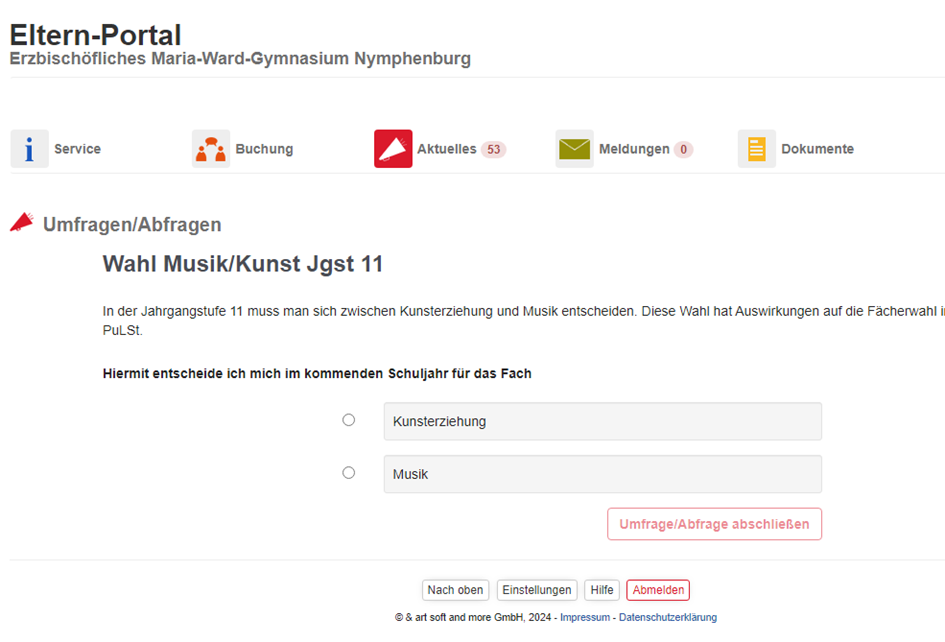 Eltern-Portal
Erzbischöfliches Maria-Ward-Gymnasium Nymphenburg
Service Buchung Aktuelles 53 Meldungen 0 Dokumente
Umfragen/Abfragen
Wahl Musik/Kunst Jgst 11
In der Jahrgangstufe 11 muss man sich zwischen Kunsterziehung und Musik entscheiden. Diese Wahl hat Auswirkungen auf die Fächerwahl
PuLSt.
Hiermit entscheide ich mich im kommenden Schuljahr für das Fach
Kunsterziehung
Musik
Umfrage/Abfrage abschließen
Nach oben Einstellungen Hilfe Abmelden
© & art soft and more GmbH, 2024 - Impressum - Datenschutzerklärung